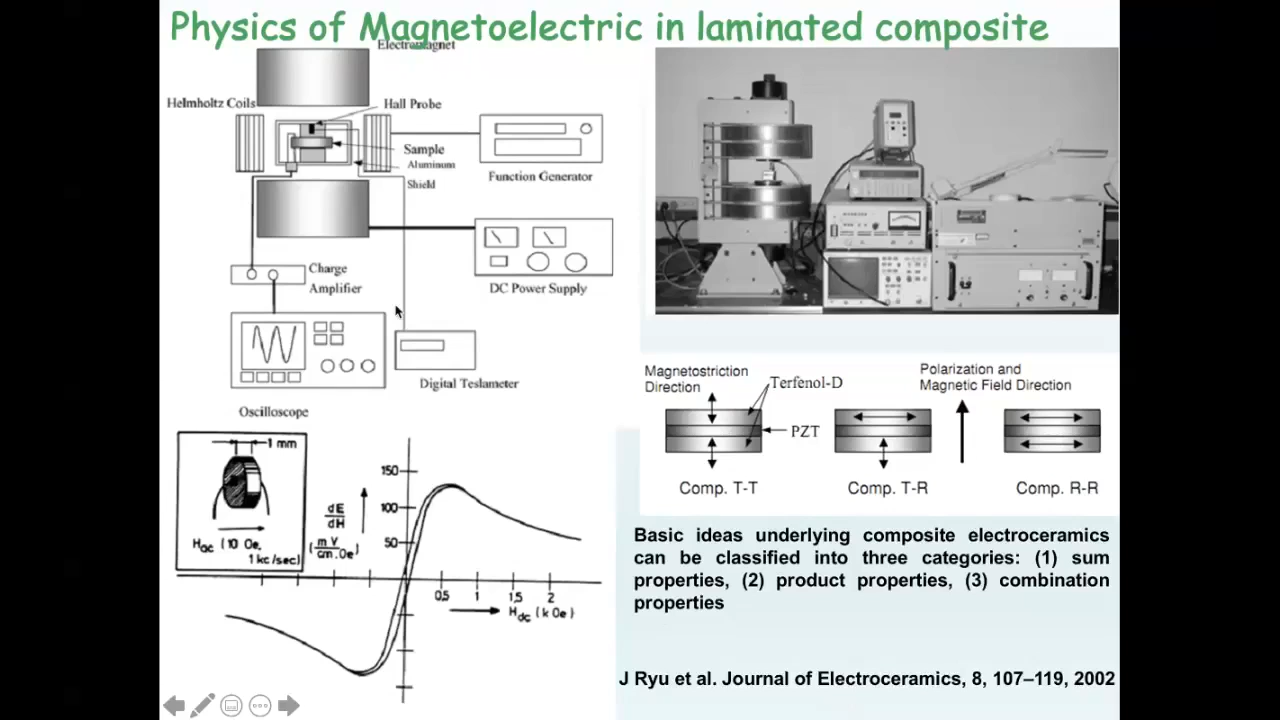 Physics of Magnetoelectric in laminated composite
Electromagnet
Helmholtz Coils
Hall Probe
Sample
Aluminum
Shield
Function Generator
Charge
Amplifier
DC Power Supply
Digital Teslameter
Oscilloscope
1 mm
Hac (10 Oe,
1 kc/sec)
dE
dH
(mV
cm.Oe)
150
100
50
0,5
1
1,5
2
Hdc (k Oe)
Magnetostriction
Direction
Terfenol-D
PZT
Polarization and
Magnetic Field Direction
Comp. T-T
Comp. T-R
Comp. R-R
Basic ideas underlying composite electroceramics
can be classified into three categories: (1) sum
properties, (2) product properties, (3) combination
properties
J Ryu et al. Journal of Electroceramics, 8, 107–119, 2002